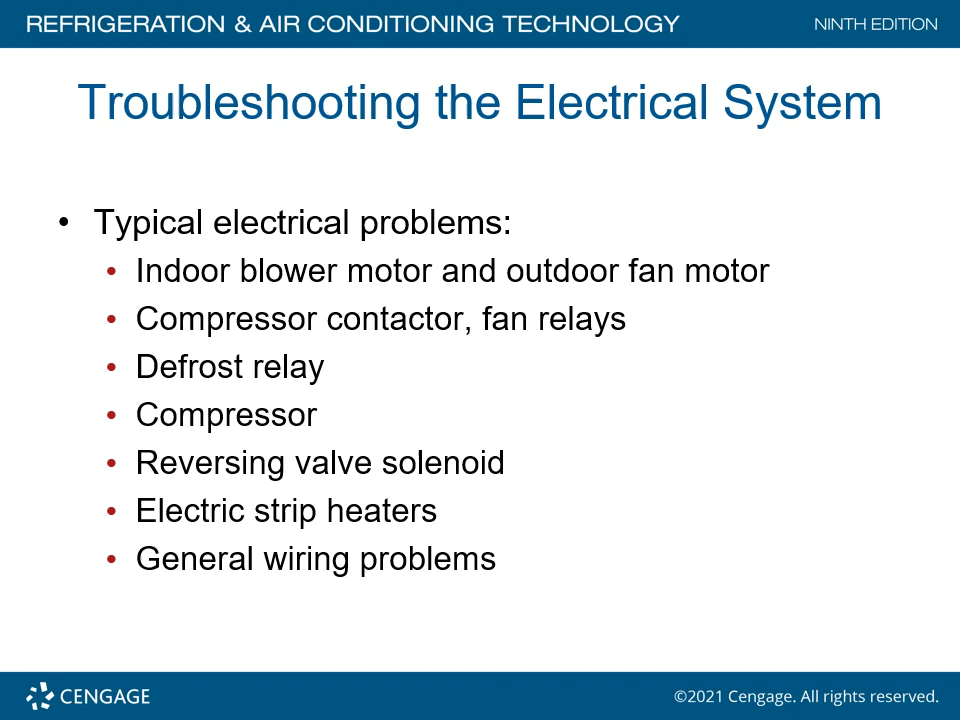 REFRIGERATION & AIR CONDITIONING TECHNOLOGY NINTH EDITION
Troubleshooting the Electrical System
• Typical electrical problems:
• Indoor blower motor and outdoor fan motor
• Compressor contactor, fan relays
• Defrost relay
• Compressor
• Reversing valve solenoid
• Electric strip heaters
• General wiring problems
CENGAGE ©2021 Cengage. All rights reserved.